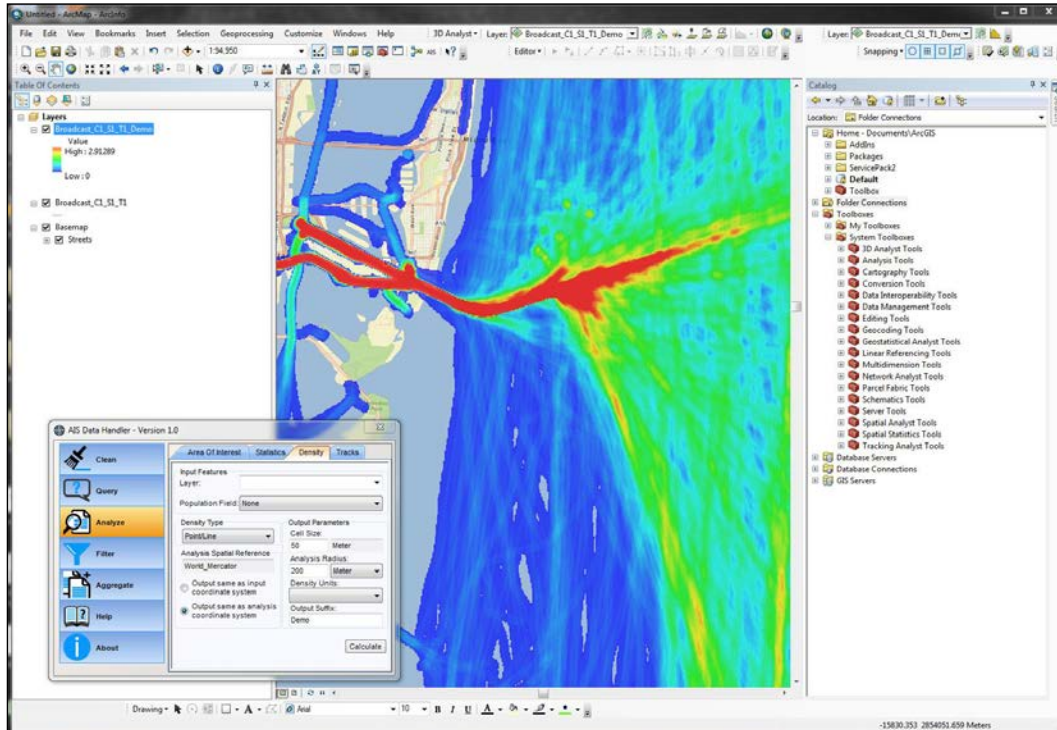 Untitled - ArcMap - ArcInfo
File Edit View Bookmarks Insert Selection Geoprocessing Customize Windows Help
3D Analyst Layer: Broadcast_C1_S1_T1_Demo
Layer: Broadcast_C1_S1_T1_Demo
1:94,950
AIS
Editor
Snapping
Table Of Contents
Layers
Broadcast_C1_S1_T1_Demo
Value
High : 2.91289
Low : 0
Broadcast_C1_S1_T1
Basemap
Streets
Catalog
Location: Folder Connections
Home - Documents\ArcGIS
AddIns
Packages
ServicePack2
Default
Toolbox
Folder Connections
Toolboxes
My Toolboxes
System Toolboxes
3D Analyst Tools
Analysis Tools
Cartography Tools
Conversion Tools
Data Interoperability Tools
Data Management Tools
Editing Tools
Geocoding Tools
Geostatistical Analyst Tools
Linear Referencing Tools
Multidimension Tools
Network Analyst Tools
Parcel Fabric Tools
Schematics Tools
Server Tools
Spatial Analyst Tools
Spatial Statistics Tools
Tracking Analyst Tools
Database Servers
Database Connections
GIS Servers
AIS Data Handler - Version 1.0
Clean
Query
Analyze
Filter
Aggregate
Help
About
Area Of Interest Statistics Density Tracks
Input Features
Layer:
Population Field: None
Density Type
Point/Line
Analysis Spatial Reference
World_Mercator
Output same as input coordinate system
Output same as analysis coordinate system
Output Parameters
Cell Size:
50 Meter
Analysis Radius:
200 Meter
Density Units:
Output Suffix:
Demo
Calculate
Drawing
A
Arial
10
B I U A
-15830.353 2854051.659 Meters